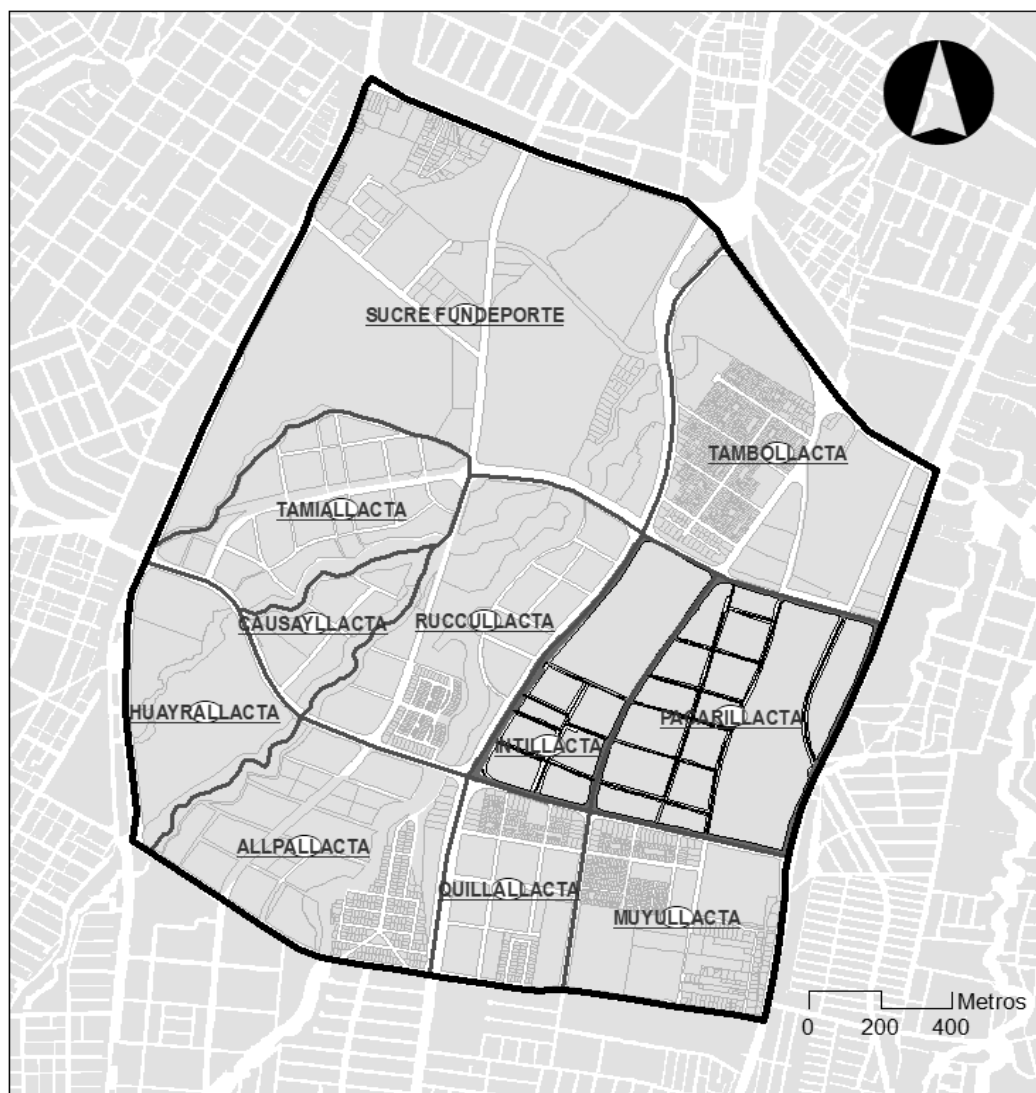 SUCRE FUNDEPORTE
TAMBOLLACTA
TAMIALLACTA
CAUSAYLLACTA
RUCCULLACTA
HUAYRALLACTA
PACARILLACTA
INTILLACTA
ALLPALLACTA
QUILLALLACTA
MUYULLACTA
Metros
0 200 400